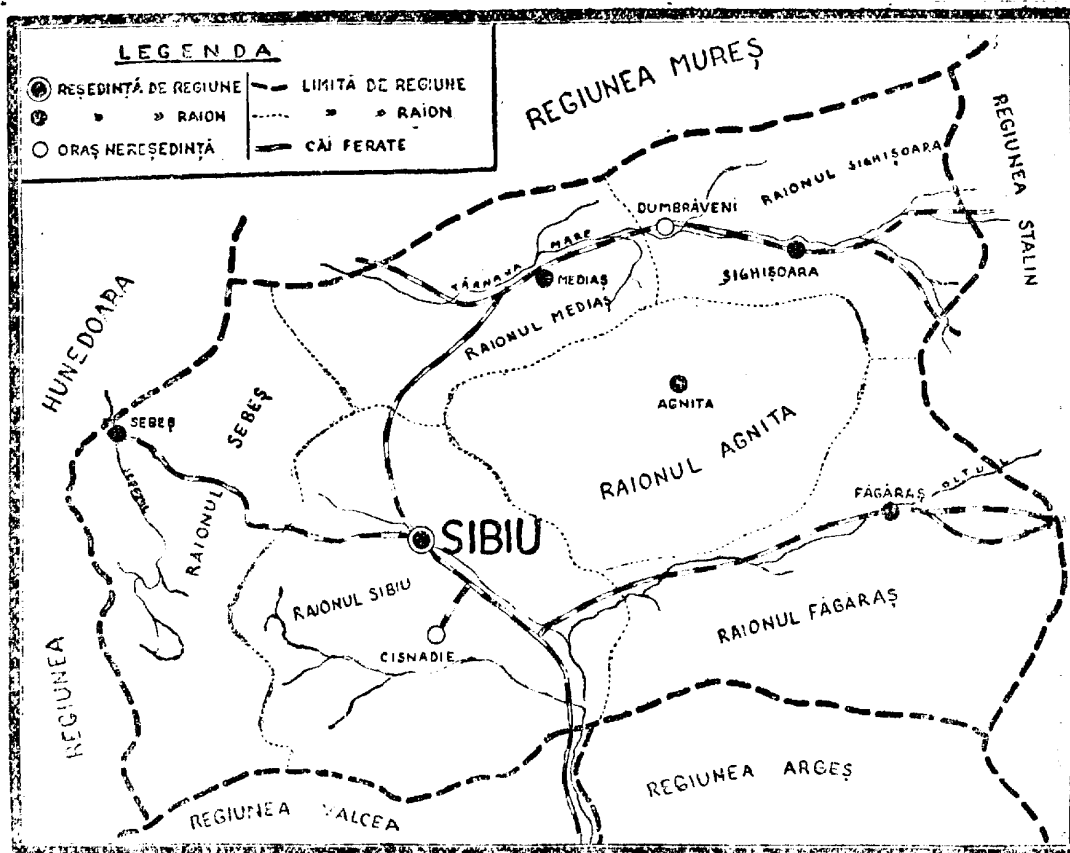 LEGENDA
REȘEDINȚĂ DE REGIUNE
LIMITĂ DE REGIUNE
» » RAION
» » RAION
ORAȘ NEREȘEDINȚĂ
CĂI FERATE
REGIUNEA MUREȘ
REGIUNEA STALIN
RAIONUL SIGHIȘOARA
DUMBRĂVENI
TÂRNAVA MARE
MEDIAȘ
SIGHIȘOARA
RAIONUL MEDIAȘ
HUNEDOARA
REGIUNEA
SEBEȘ
RAIONUL SEBEȘ
AGNITA
RAIONUL AGNITA
FĂGĂRAȘ
OLTUL
SIBIU
RAIONUL SIBIU
CISNADIE
RAIONUL FĂGĂRAȘ
REGIUNEA VALCEA
REGIUNEA ARGEȘ